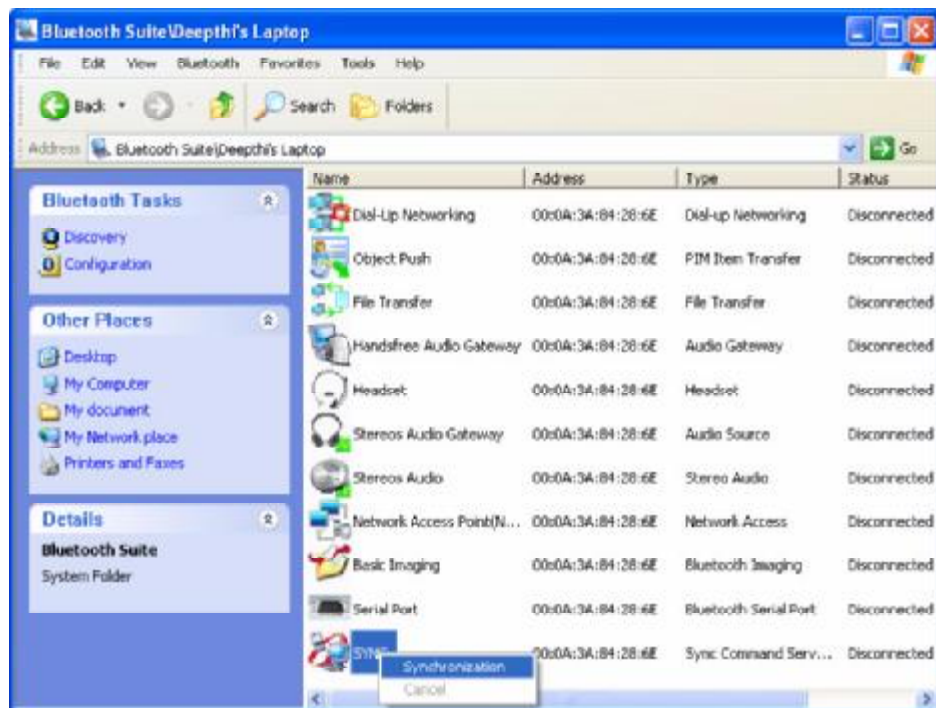 Bluetooth Suite\Deepthi's Laptop
File Edit View Bluetooth Favorites Tools Help
Back Search Folders
Address Bluetooth Suite\Deepthi's Laptop Go
Name Address Type Status
Bluetooth Tasks
Discovery
Configuration
Other Places
Desktop
My Computer
My document
My Network place
Printers and Faxes
Details
Bluetooth Suite
System Folder
Dial-Up Networking 00:0A:3A:84:28:6E Dial-up Networking Disconnected
Object Push 00:0A:3A:84:28:6E PIM Item Transfer Disconnected
File Transfer 00:0A:3A:84:28:6E File Transfer Disconnected
Handsfree Audio Gateway 00:0A:3A:84:28:6E Audio Gateway Disconnected
Headset 00:0A:3A:84:28:6E Headset Disconnected
Stereos Audio Gateway 00:0A:3A:84:28:6E Audio Source Disconnected
Stereos Audio 00:0A:3A:84:28:6E Stereo Audio Disconnected
Network Access Point(N... 00:0A:3A:84:28:6E Network Access Disconnected
Basic Imaging 00:0A:3A:84:28:6E Bluetooth Imaging Disconnected
Serial Port 00:0A:3A:84:28:6E Bluetooth Serial Port Disconnected
SYNC 00:0A:3A:84:28:6E Sync Command Serv... Disconnected
Synchronization
Cancel